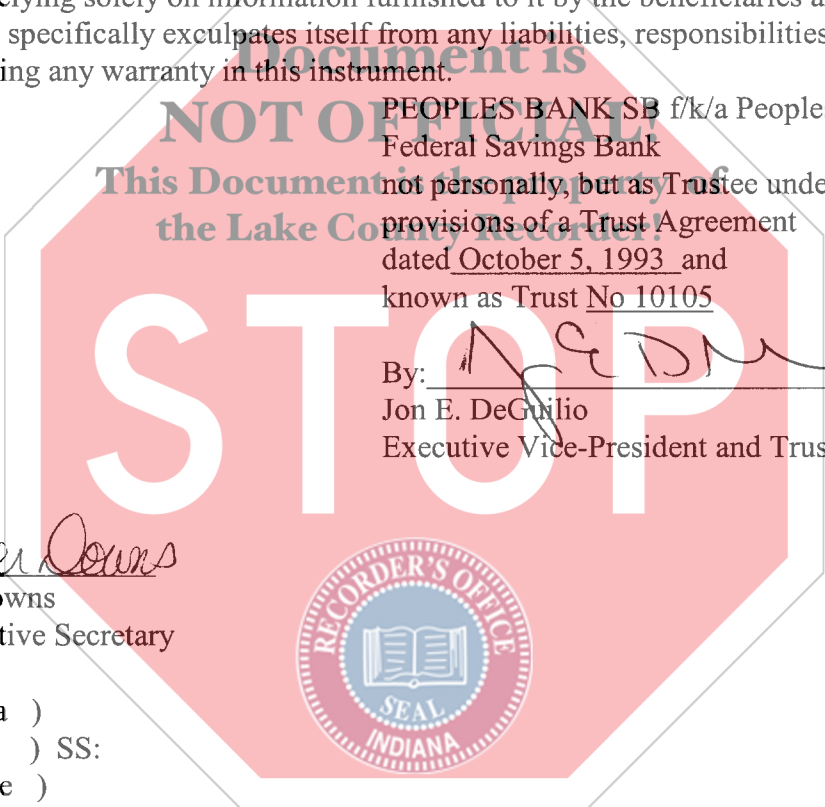 elying solely on information furnished to it by the beneficiaries a
specifically exculpates itself from any liabilities, responsibilities
ing any warranty in this instrument.
Document is
NOT OFFICIAL!
This Document is the property of
the Lake County Recorder!
PEOPLES BANK SB f/k/a People
Federal Savings Bank
not personally, but as Trustee unde
provisions of a Trust Agreement
dated October 5, 1993 and
known as Trust No 10105
STOP
By:
Jon E. DeGuilio
Executive Vice-President and Trus
Downs
owns
tive Secretary
a )
) SS:
e )
RECORDER'S OFFICE
SEAL
INDIANA